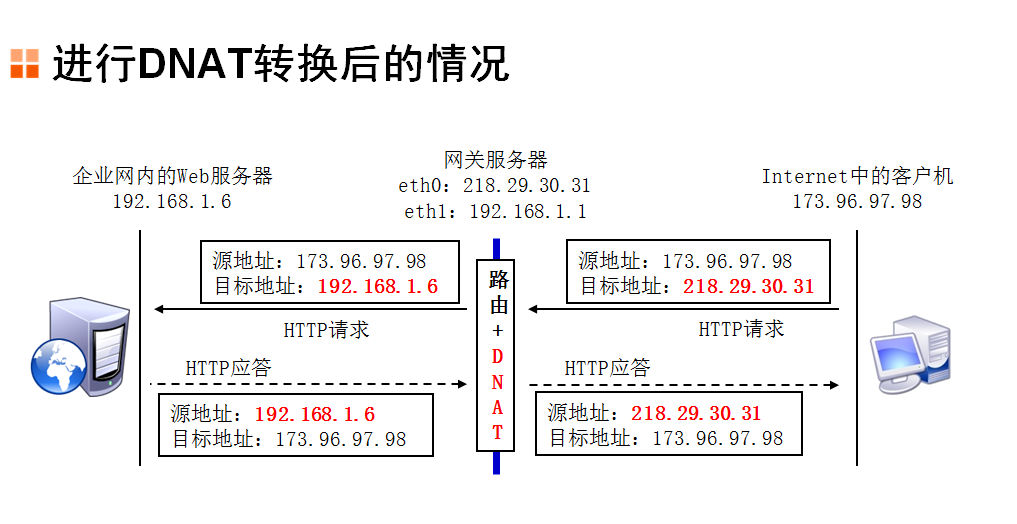 进行DNAT转换后的情况
企业网内的Web服务器
192.168.1.6
网关服务器
eth0：218.29.30.31
eth1：192.168.1.1
Internet中的客户机
173.96.97.98
源地址：173.96.97.98
目标地址：192.168.1.6
HTTP请求
HTTP应答
源地址：192.168.1.6
目标地址：173.96.97.98
路由+DNAT
源地址：173.96.97.98
目标地址：218.29.30.31
HTTP请求
HTTP应答
源地址：218.29.30.31
目标地址：173.96.97.98